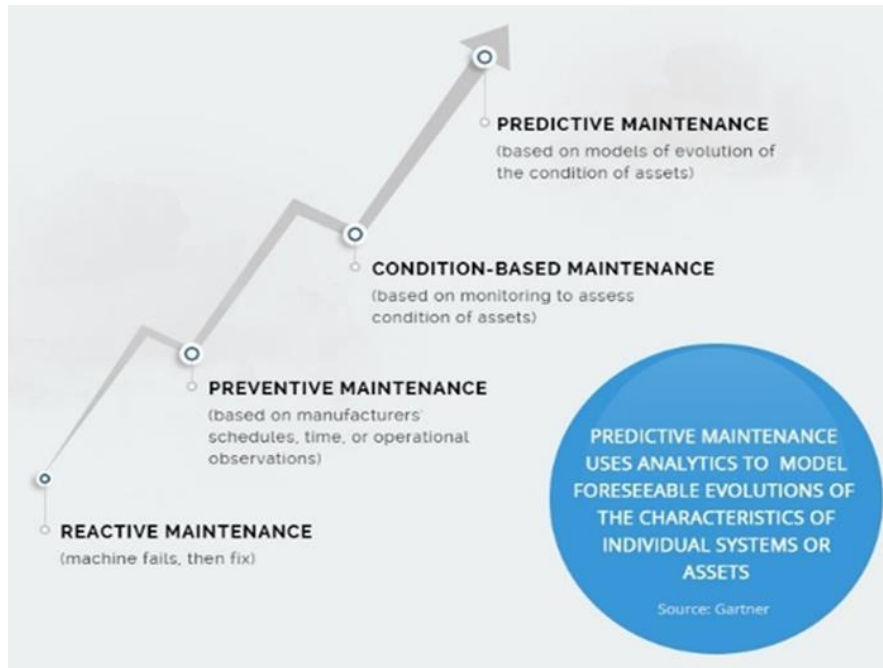 PREDICTIVE MAINTENANCE
(based on models of evolution of
the condition of assets)
CONDITION-BASED MAINTENANCE
(based on monitoring to assess
condition of assets)
PREVENTIVE MAINTENANCE
(based on manufacturers'
schedules, time, or operational
observations)
REACTIVE MAINTENANCE
(machine fails, then fix)
PREDICTIVE MAINTENANCE
USES ANALYTICS TO MODEL
FORESEEABLE EVOLUTIONS OF
THE CHARACTERISTICS OF
INDIVIDUAL SYSTEMS OR
ASSETS
Source: Gartner